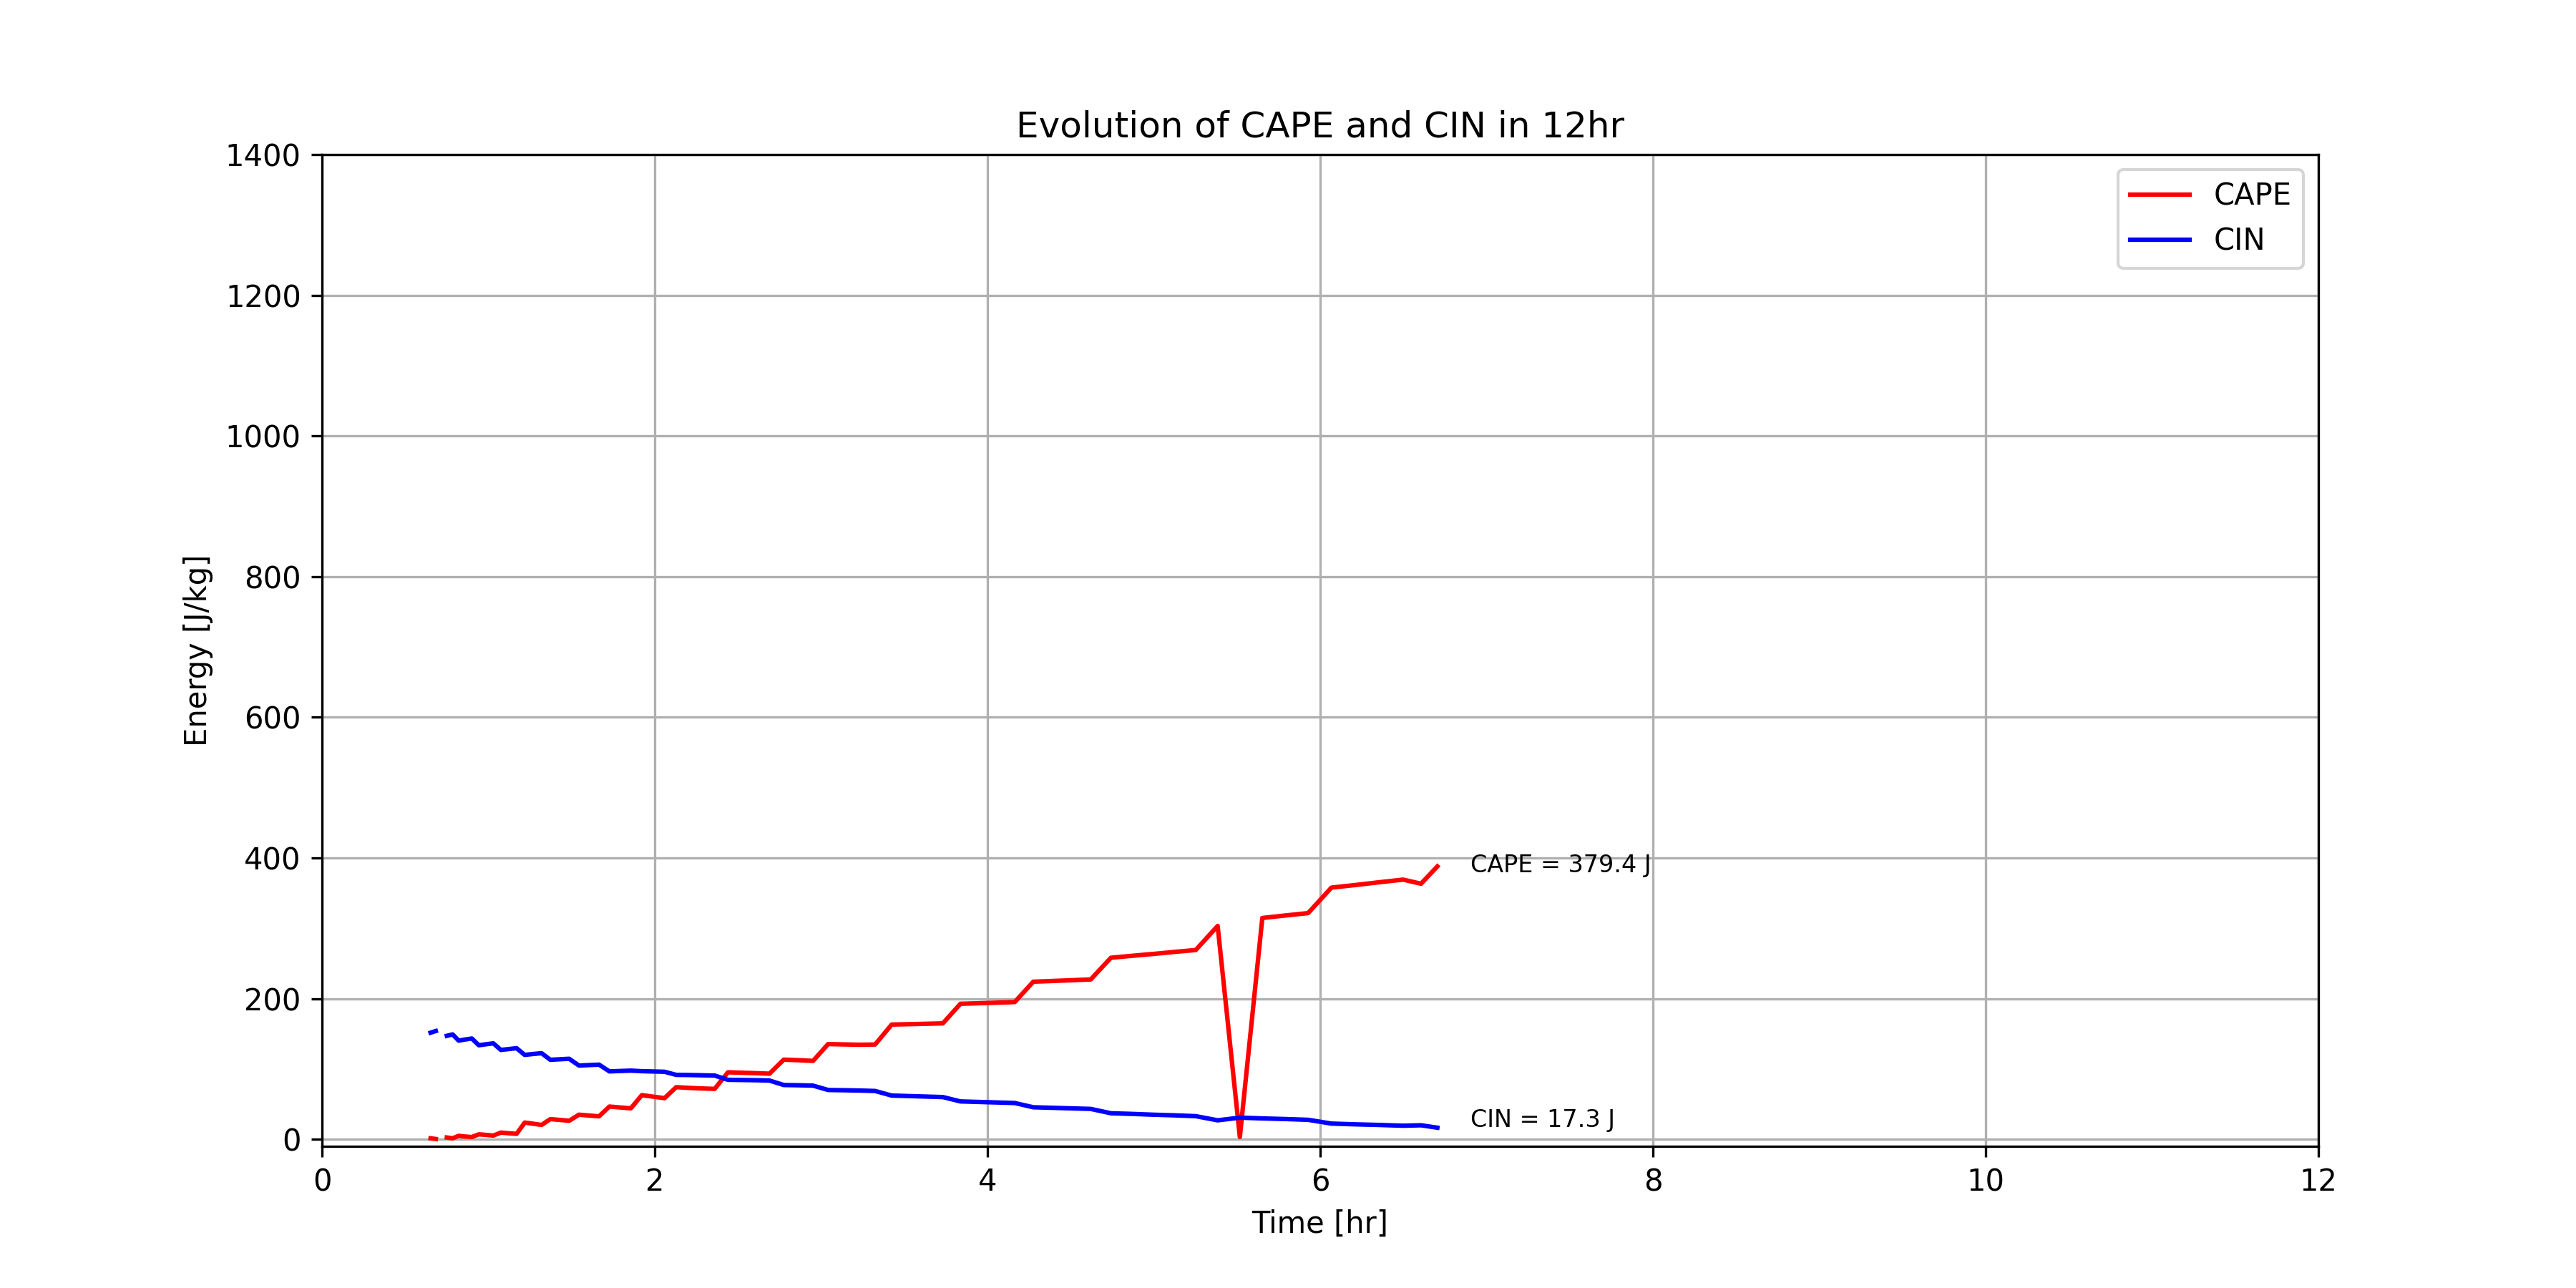 Evolution of CAPE and CIN in 12hr
1400
1200
1000
800
600
400
200
0
Energy [J/kg]
CAPE
CIN
CAPE = 379.4 J
CIN = 17.3 J
0 2 4 6 8 10 12
Time [hr]